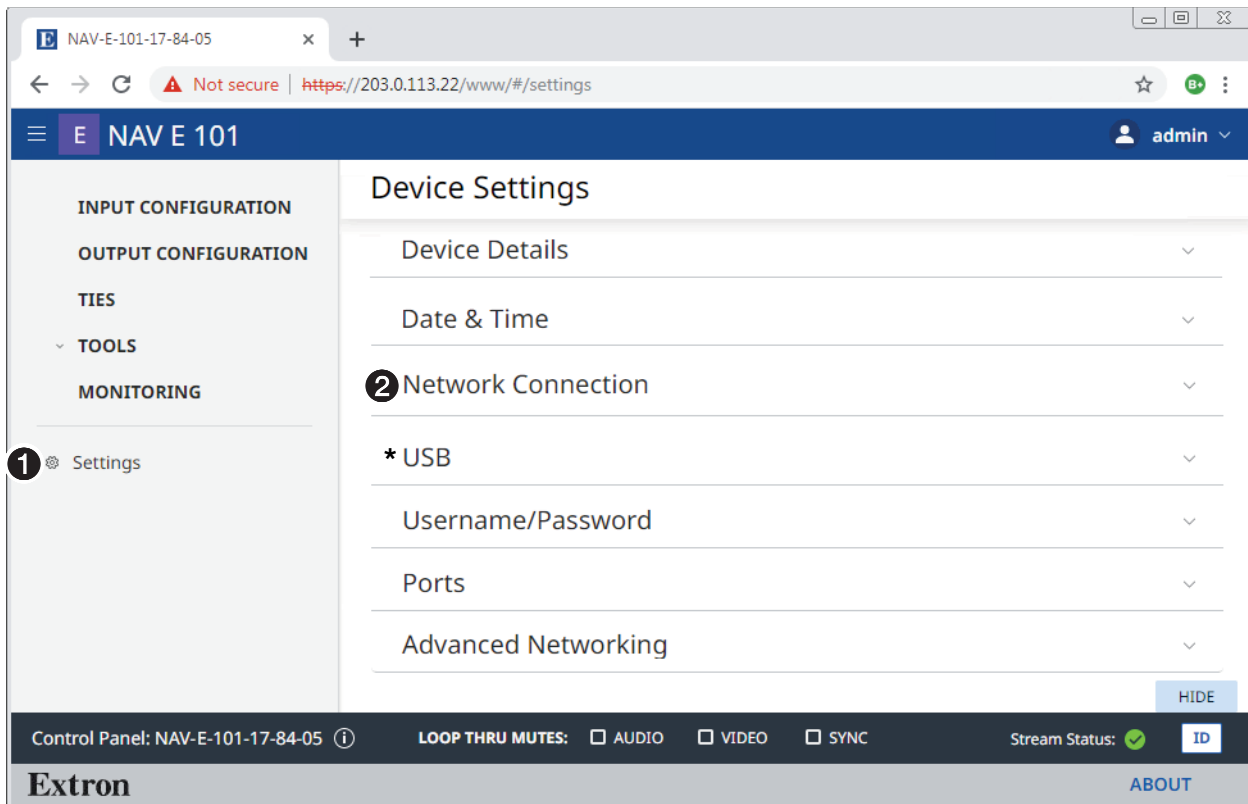 E NAV-E-101-17-84-05 × +
Not secure | https://203.0.113.22/www/#/settings B+
E NAV E 101 admin
Device Settings
INPUT CONFIGURATION
OUTPUT CONFIGURATION
TIES
TOOLS
MONITORING
1 Settings
Device Details
Date & Time
2 Network Connection
* USB
Username/Password
Ports
Advanced Networking
HIDE
Control Panel: NAV-E-101-17-84-05 i LOOP THRU MUTES: AUDIO VIDEO SYNC Stream Status: ID
Extron ABOUT